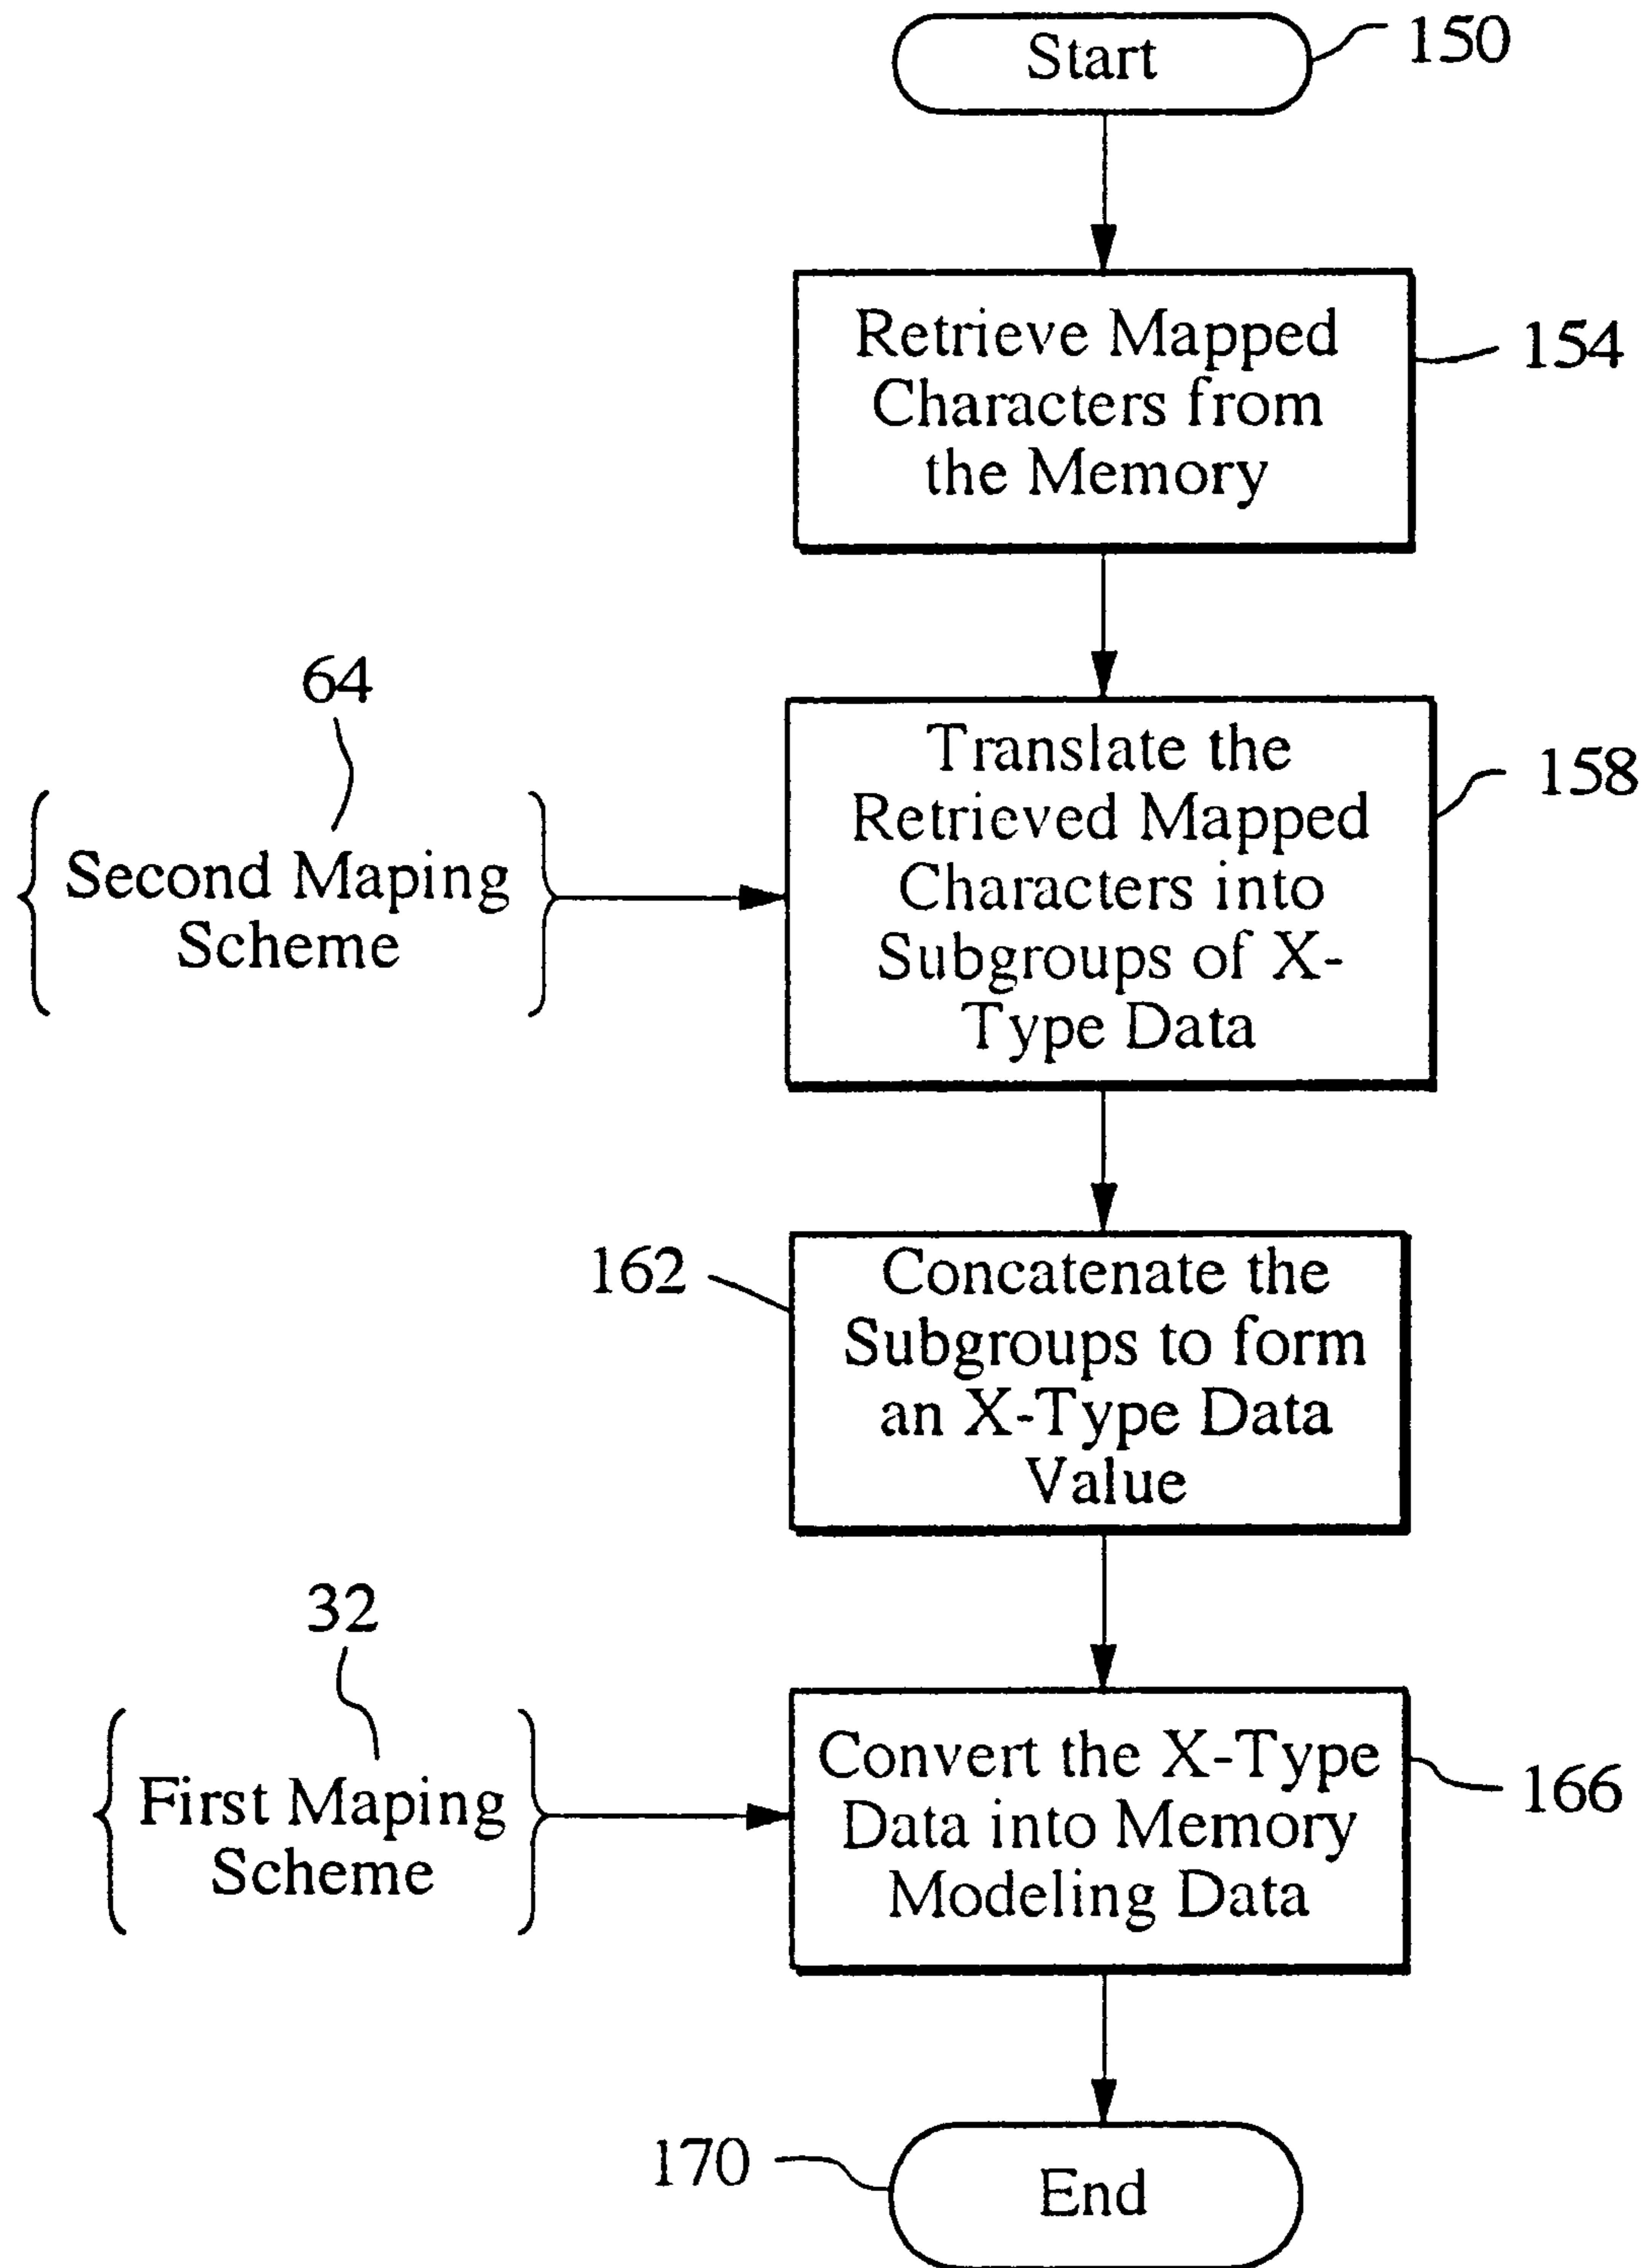 Start
150
Retrieve Mapped
Characters from
the Memory
154
64
Second Maping
Scheme
Translate the
Retrieved Mapped
Characters into
Subgroups of X-
Type Data
158
162
Concatenate the
Subgroups to form
an X-Type Data
Value
32
First Maping
Scheme
Convert the X-Type
Data into Memory
Modeling Data
166
170
End